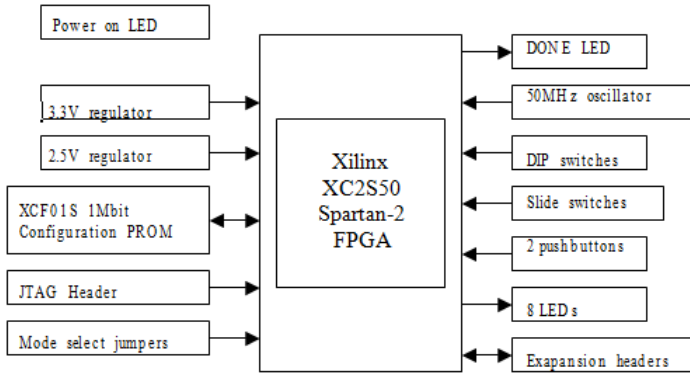 Power on LED
3.3V regulator
2.5V regulator
XCF01S 1Mbit
Configuration PROM
JTAG Header
Mode select jumpers
Xilinx
XC2S50
Spartan-2
FPGA
DONE LED
50MHz oscillator
DIP switches
Slide switches
2 pushbuttons
8 LEDs
Exapansion headers